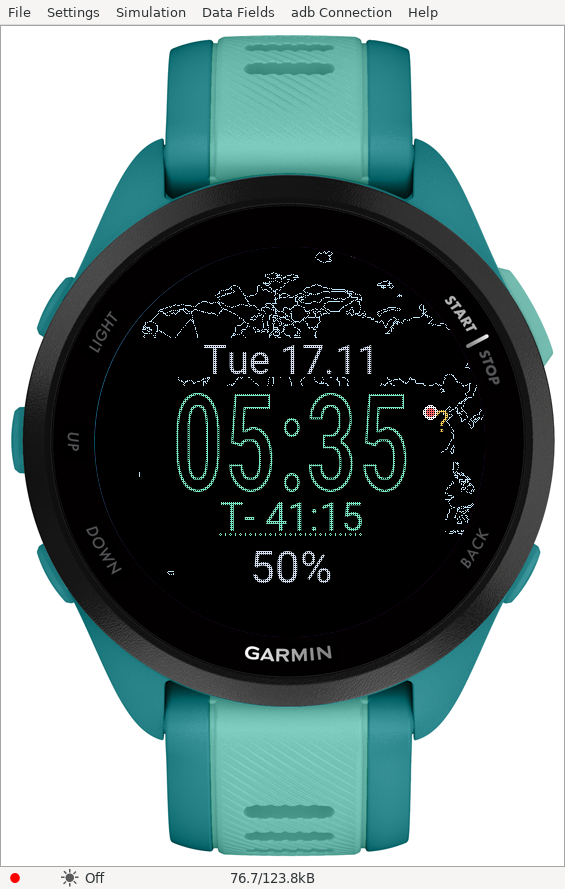 File Settings Simulation Data Fields adb Connection Help
START
STOP
LIGHT
Tue 17.11
05:35
UP
T- 41:15
DOWN
BACK
50%
GARMIN
Off 76.7/123.8kB